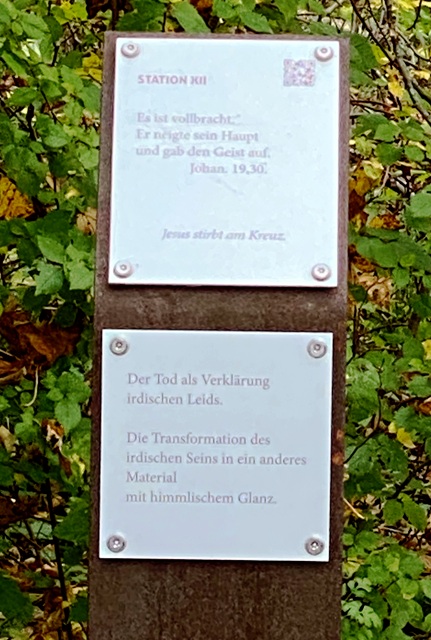 STATION XII
Es ist vollbracht.“
Er neigte sein Haupt
und gab den Geist auf.
Johan. 19,30.
Jesus stirbt am Kreuz.
Der Tod als Verklärung
irdischen Leids.
Die Transformation des
irdischen Seins in ein anderes
Material
mit himmlischem Glanz.